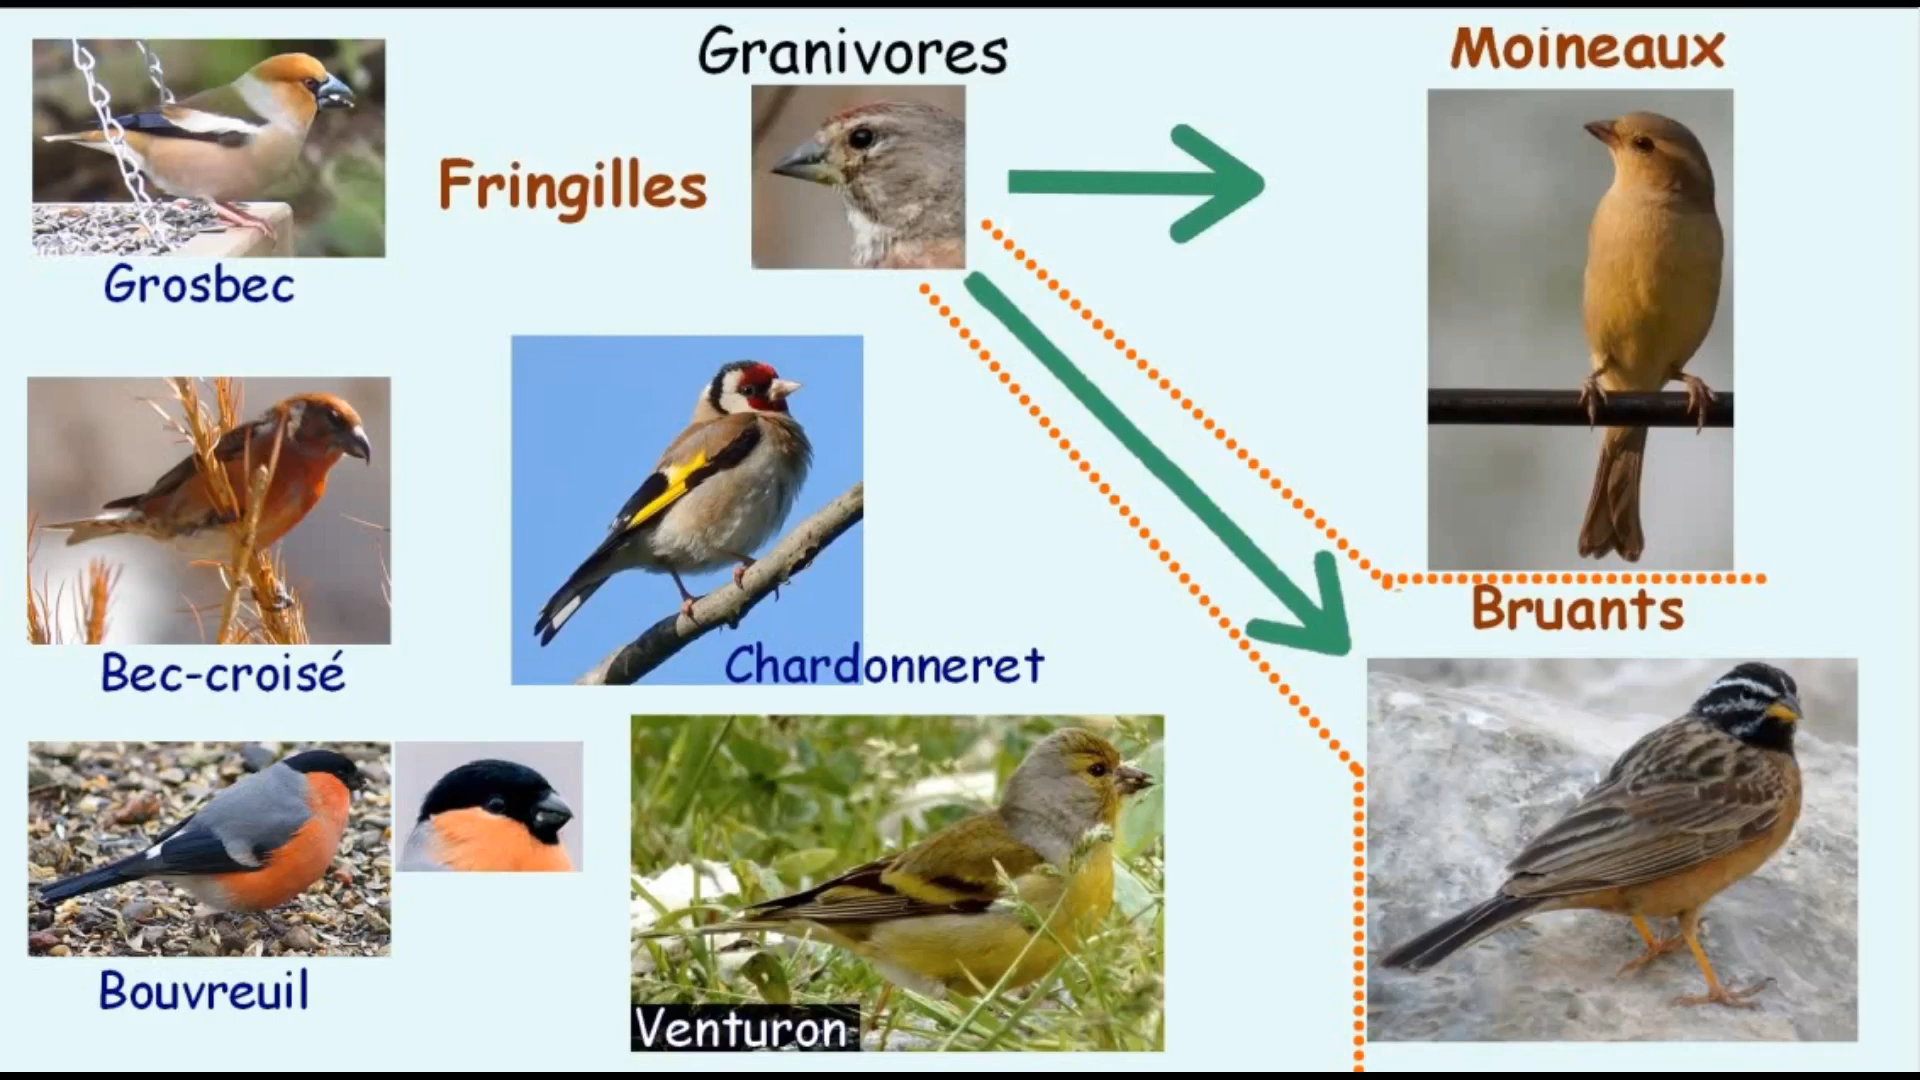 Granivores
Moineaux
Fringilles
Grosbec
Bruants
Chardonneret
Bec-croisé
Bouvreuil
Venturon